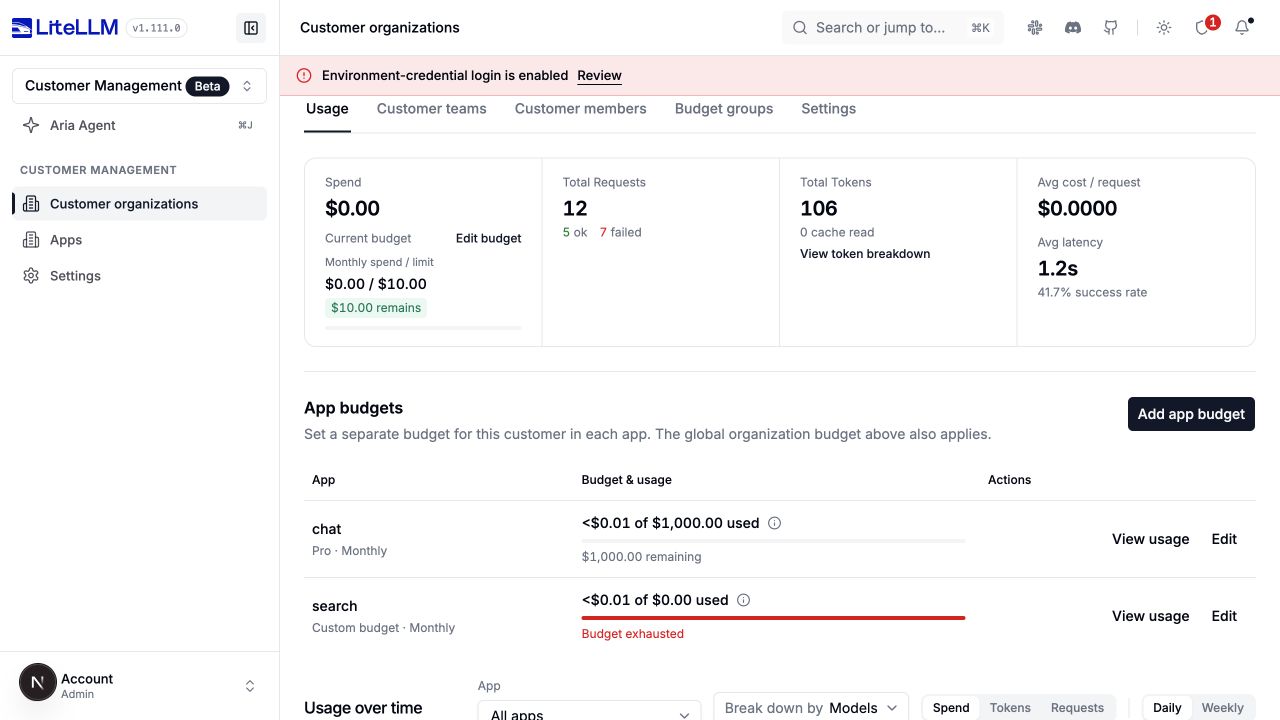 LiteLLM v1.111.0
Customer organizations
Search or jump to... ⌘K
1
Environment-credential login is enabled Review
Customer Management Beta
Aria Agent ⌘J
CUSTOMER MANAGEMENT
Customer organizations
Apps
Settings
Usage Customer teams Customer members Budget groups Settings
Spend
$0.00
Current budget Edit budget
Monthly spend / limit
$0.00 / $10.00
$10.00 remains
Total Requests
12
5 ok 7 failed
Total Tokens
106
0 cache read
View token breakdown
Avg cost / request
$0.0000
Avg latency
1.2s
41.7% success rate
App budgets
Set a separate budget for this customer in each app. The global organization budget above also applies.
Add app budget
App Budget & usage Actions
chat
Pro · Monthly
<$0.01 of $1,000.00 used
$1,000.00 remaining
View usage Edit
search
Custom budget · Monthly
<$0.01 of $0.00 used
Budget exhausted
View usage Edit
Usage over time
App
All apps
Break down by Models
Spend Tokens Requests
Daily Weekly
N
Account
Admin